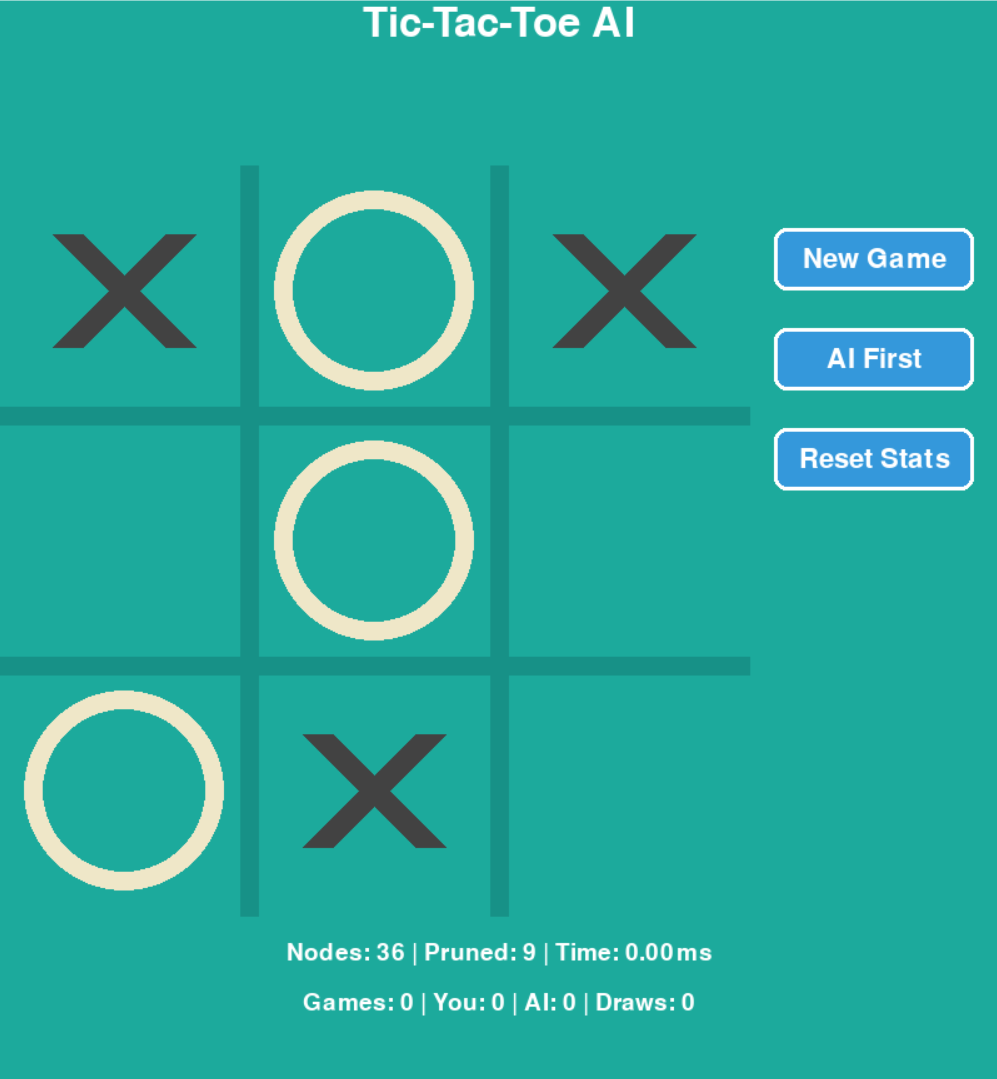 Tic-Tac-Toe AI
New Game
AI First
Reset Stats
Nodes: 36 | Pruned: 9 | Time: 0.00ms
Games: 0 | You: 0 | AI: 0 | Draws: 0